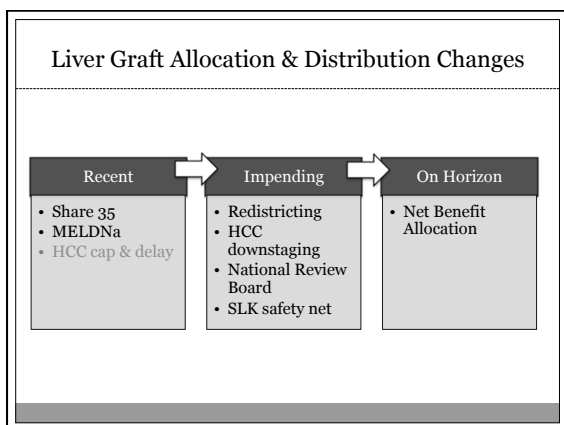 Liver Graft Allocation & Distribution Changes
Recent
• Share 35
• MELDNa
• HCC cap & delay
Impending
• Redistricting
• HCC
downstaging
• National Review
Board
• SLK safety net
On Horizon
• Net Benefit
Allocation